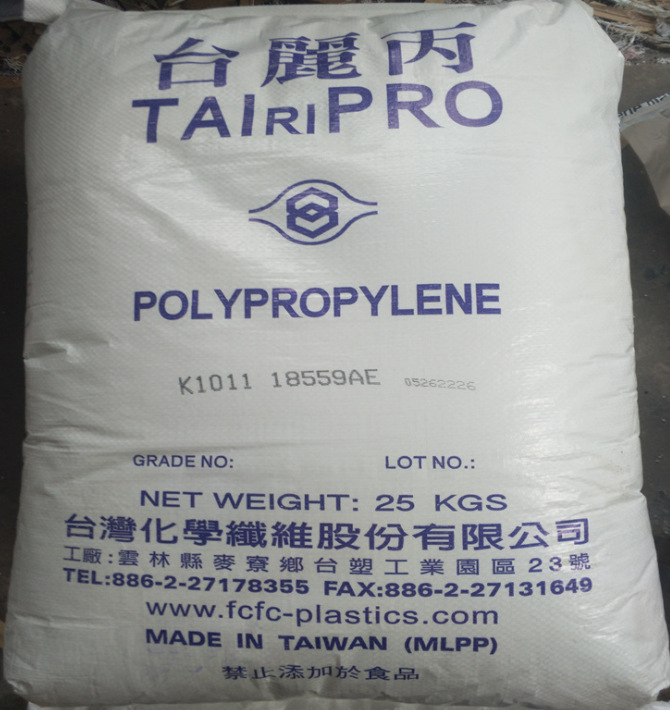 台麗丙
TAIRIPRO
POLYPROPYLENE
K1011 18559AE 05262226
GRADE NO: LOT NO.:
NET WEIGHT: 25 KGS
台灣化學纖維股份有限公司
工廠:雲林縣麥寮鄉台塑工業園區23號
TEL:886-2-27178355 FAX:886-2-27131649
www.fcfc-plastics.com
MADE IN TAIWAN (MLPP)
禁止添加於食品